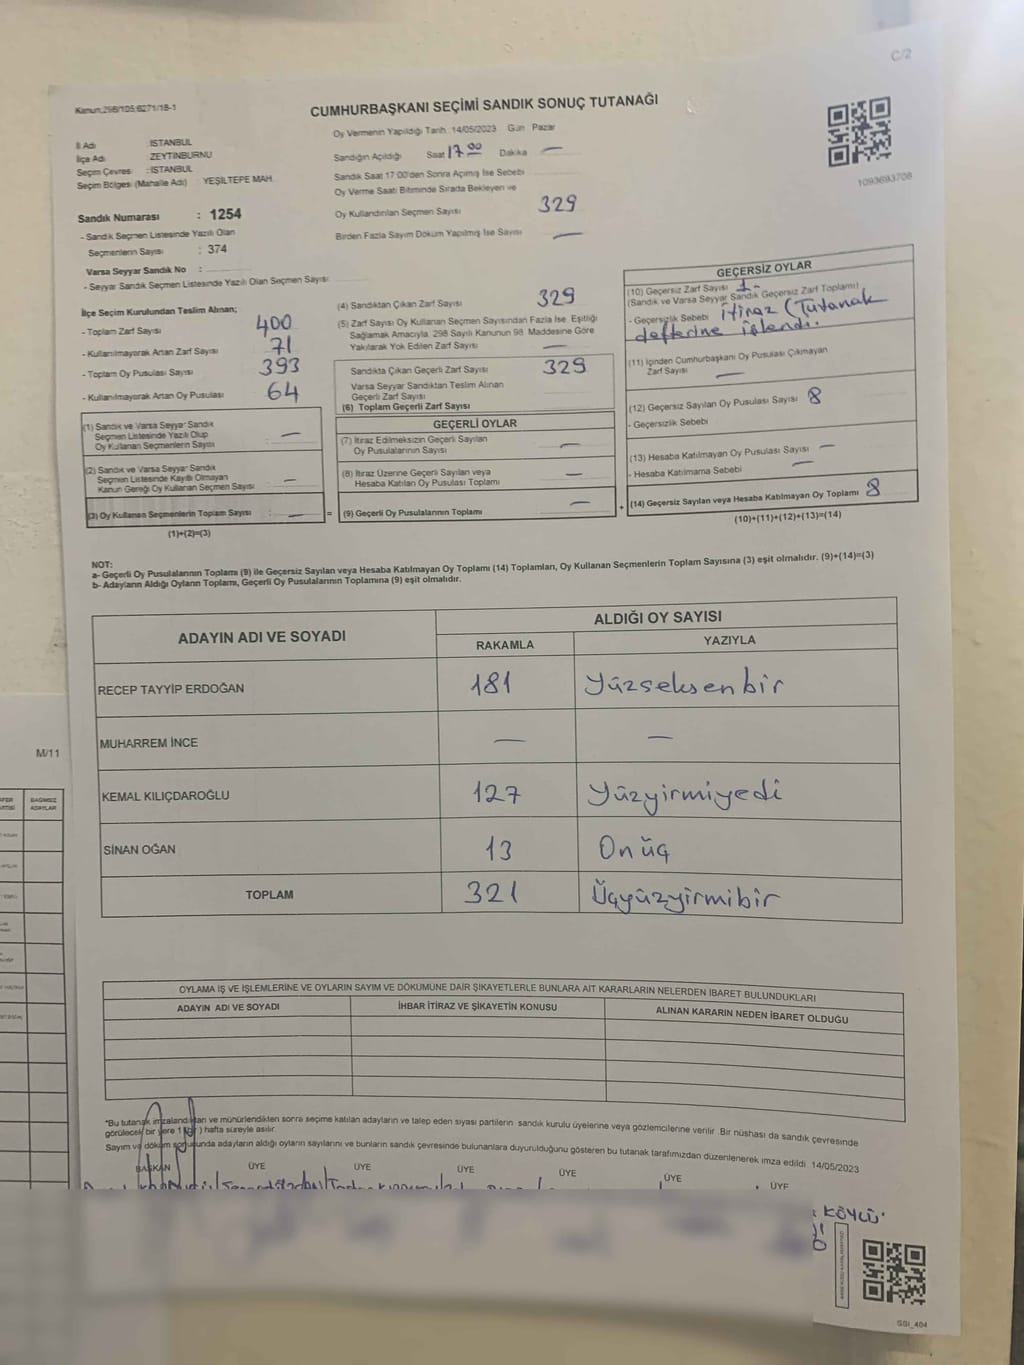 C/2
Kanun:298/105;6271/18-1
CUMHURBAŞKANI SEÇİMİ SANDIK SONUÇ TUTANAĞI
İl Adı : İSTANBUL
İlçe Adı : ZEYTİNBURNU
Seçim Çevresi : İSTANBUL
Seçim Bölgesi (Mahalle Adı) : YEŞİLTEPE MAH.
Sandık Numarası : 1254
- Sandık Seçmen Listesinde Yazılı Olan
Seçmenlerin Sayısı : 374
Varsa Seyyar Sandık No :
- Seyyar Sandık Seçmen Listesinde Yazılı Olan Seçmen Sayısı:
Oy Vermenin Yapıldığı Tarih: 14/05/2023 Gün Pazar
Sandığın Açıldığı Saat 17 00 Dakika —
Sandık Saat 17:00'den Sonra Açılmış İse Sebebi
Oy Verme Saati Bitiminde Sırada Bekleyen ve
Oy Kullandırılan Seçmen Sayısı 329
Birden Fazla Sayım Döküm Yapılmış İse Sayısı —
1093693708
İlçe Seçim Kurulundan Teslim Alınan;
- Toplam Zarf Sayısı 400
- Kullanılmayarak Artan Zarf Sayısı 71
- Toplam Oy Pusulası Sayısı 393
- Kullanılmayarak Artan Oy Pusulası 64
(1) Sandık ve Varsa Seyyar Sandık
Seçmen Listesinde Yazılı Olup
Oy Kullanan Seçmenlerin Sayısı : —
(2) Sandık ve Varsa Seyyar Sandık
Seçmen Listesinde Kayıtlı Olmayan
Kanun Gereği Oy Kullanan Seçmen Sayısı : —
(3) Oy Kullanan Seçmenlerin Toplam Sayısı : —
(1)+(2)=(3)
(4) Sandıktan Çıkan Zarf Sayısı 329
(5) Zarf Sayısı Oy Kullanan Seçmen Sayısından Fazla İse, Eşitliği
Sağlamak Amacıyla, 298 Sayılı Kanunun 98. Maddesine Göre
Yakılarak Yok Edilen Zarf Sayısı —
Sandıkta Çıkan Geçerli Zarf Sayısı 329
Varsa Seyyar Sandıktan Teslim Alınan
Geçerli Zarf Sayısı
(6) Toplam Geçerli Zarf Sayısı
GEÇERLİ OYLAR
(7) İtiraz Edilmeksizin Geçerli Sayılan
Oy Pusulalarının Sayısı —
(8) İtiraz Üzerine Geçerli Sayılan veya
Hesaba Katılan Oy Pusulası Toplamı —
= (9) Geçerli Oy Pusulalarının Toplamı —
GEÇERSİZ OYLAR
(10) Geçersiz Zarf Sayısı
(Sandık ve Varsa Seyyar Sandık Geçersiz Zarf Toplamı)
- Geçersizlik Sebebi İtiraz (Tutanak
defterine işlendi.
(11) İçinden Cumhurbaşkanı Oy Pusulası Çıkmayan
Zarf Sayısı —
(12) Geçersiz Sayılan Oy Pusulası Sayısı 8
- Geçersizlik Sebebi
(13) Hesaba Katılmayan Oy Pusulası Sayısı —
- Hesaba Katılmama Sebebi —
+ (14) Geçersiz Sayılan veya Hesaba Katılmayan Oy Toplamı 8
(10)+(11)+(12)+(13)=(14)
NOT:
a- Geçerli Oy Pusulalarının Toplamı (9) ile Geçersiz Sayılan veya Hesaba Katılmayan Oy Toplamı (14) Toplamları, Oy Kullanan Seçmenlerin Toplam Sayısına (3) eşit olmalıdır. (9)+(14)=(3)
b- Adayların Aldığı Oyların Toplamı, Geçerli Oy Pusulalarının Toplamına (9) eşit olmalıdır.
ADAYIN ADI VE SOYADI
ALDIĞI OY SAYISI
RAKAMLA YAZIYLA
RECEP TAYYİP ERDOĞAN 181 Yüzseksenbir
MUHARREM İNCE — —
KEMAL KILIÇDAROĞLU 127 Yüzyirmiyedi
SİNAN OĞAN 13 On üç
TOPLAM 321 Üçyüzyirmibir
OYLAMA İŞ VE İŞLEMLERİNE VE OYLARIN SAYIM VE DÖKÜMÜNE DAİR ŞİKAYETLERLE BUNLARA AİT KARARLARIN NELERDEN İBARET BULUNDUKLARI
ADAYIN ADI VE SOYADI İHBAR İTİRAZ VE ŞİKAYETİN KONUSU ALINAN KARARIN NEDEN İBARET OLDUĞU
*Bu tutanak imzalandıktan ve mühürlendikten sonra seçime katılan adayların ve talep eden siyasi partilerin sandık kurulu üyelerine veya gözlemcilerine verilir. Bir nüshası da sandık çevresinde
görülecek bir yere 1 (bir) hafta süreyle asılır.
Sayım ve döküm sonucunda adayların aldığı oyların sayılarını ve bunların sandık çevresinde bulunanlara duyurulduğunu gösteren bu tutanak tarafımızdan düzenlenerek imza edildi. 14/05/2023
BAŞKAN ÜYE ÜYE ÜYE ÜYE ÜYE ÜYE
KÖYLÜ
GSI_404
M/11
BAĞIMSIZ
ADAYLAR